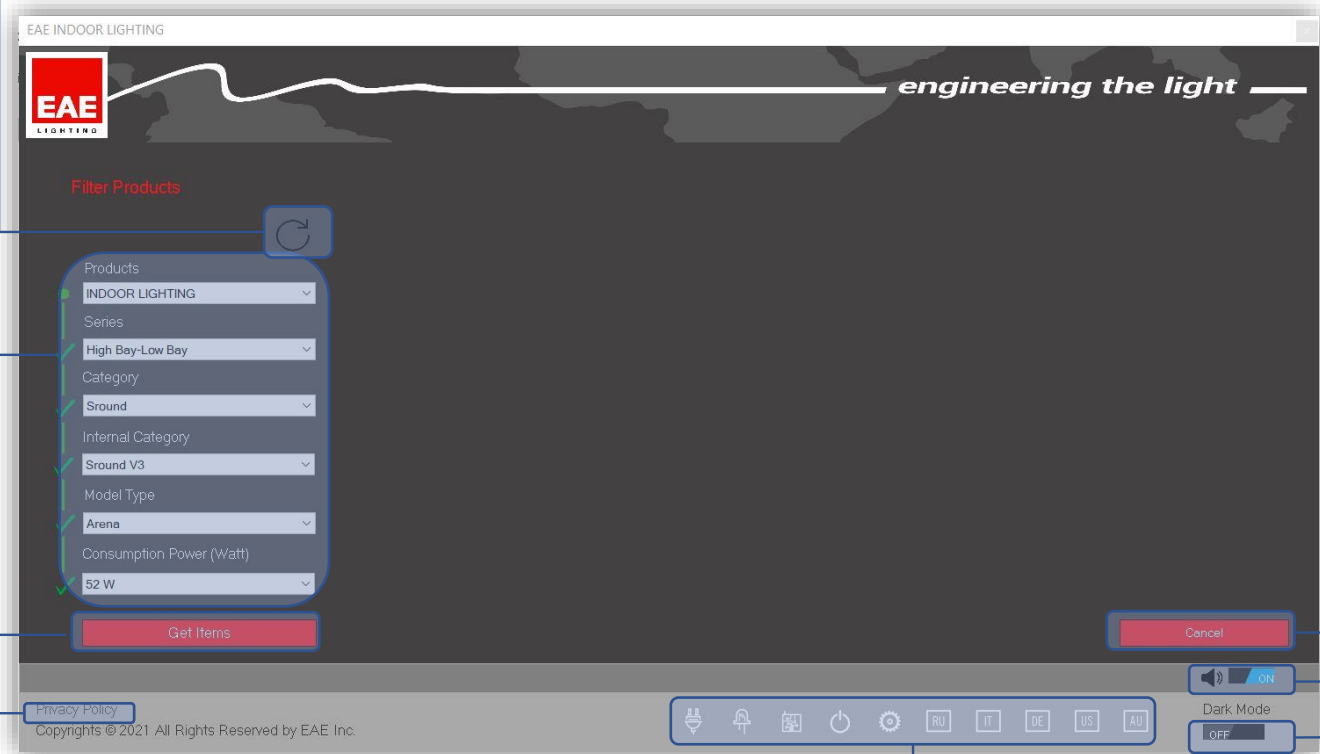 EAE INDOOR LIGHTING
EAE
LIGHTING
engineering the light
Filter Products
Products
INDOOR LIGHTING
Series
High Bay-Low Bay
Category
Sround
Internal Category
Sround V3
Model Type
Arena
Consumption Power (Watt)
52 W
Get Items
Cancel
ON
Privacy Policy
Dark Mode
Copyrights © 2021 All Rights Reserved by EAE Inc.
RU IT DE US AU
OFF